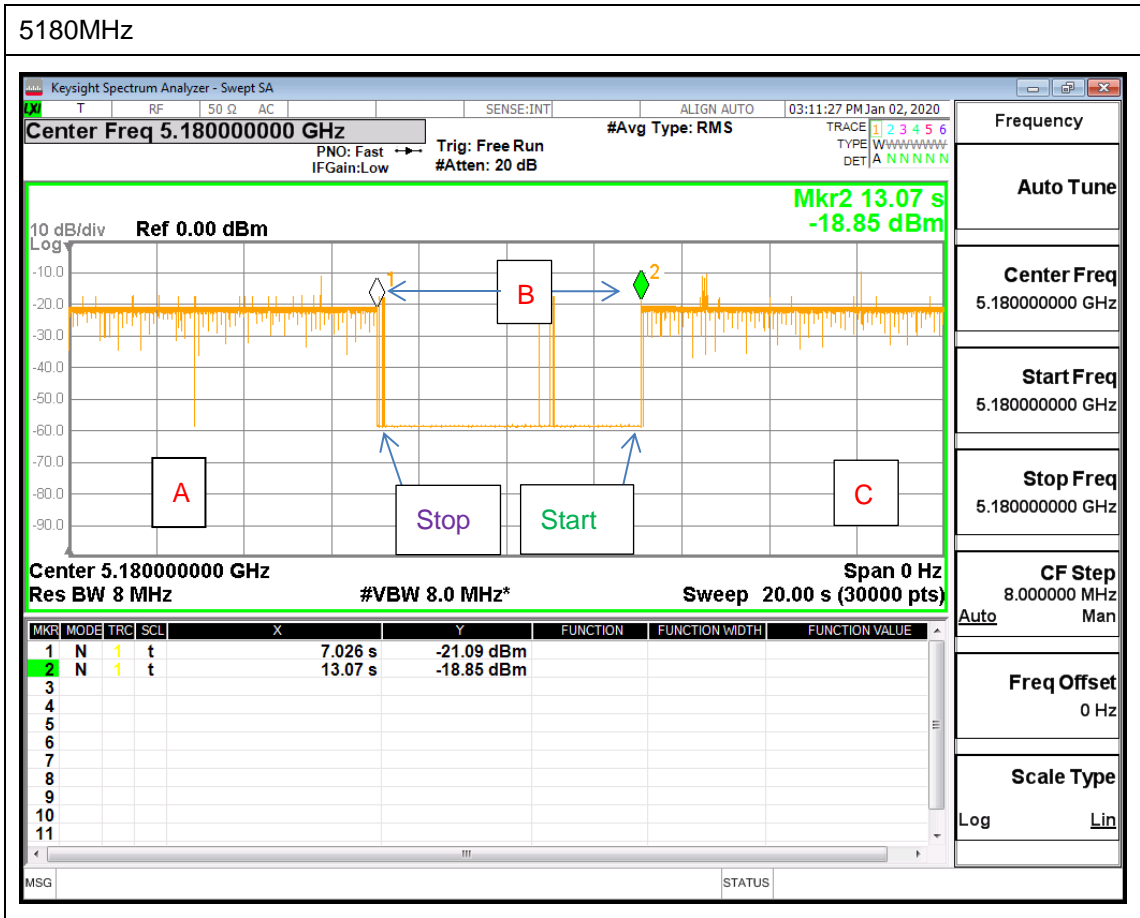 5180MHz
Keysight Spectrum Analyzer - Swept SA
LXI T RF 50 Ω AC SENSE:INT ALIGN AUTO 03:11:27 PM Jan 02, 2020
Center Freq 5.180000000 GHz
PNO: Fast
IFGain:Low
Trig: Free Run
#Atten: 20 dB
#Avg Type: RMS
TRACE 1 2 3 4 5 6
TYPE WWWWWWW
DET A N N N N N
Mkr2 13.07 s
-18.85 dBm
10 dB/div Ref 0.00 dBm
Log
-10.0
-20.0
-30.0
-40.0
-50.0
-60.0
-70.0
-80.0
-90.0
1
2
B
A
C
Stop
Start
Center 5.180000000 GHz Span 0 Hz
Res BW 8 MHz #VBW 8.0 MHz* Sweep 20.00 s (30000 pts)
MKR MODE TRC SCL X Y FUNCTION FUNCTION WIDTH FUNCTION VALUE
1 N 1 t 7.026 s -21.09 dBm
2 N 1 t 13.07 s -18.85 dBm
3
4
5
6
7
8
9
10
11
MSG STATUS
Frequency
Auto Tune
Center Freq
5.180000000 GHz
Start Freq
5.180000000 GHz
Stop Freq
5.180000000 GHz
CF Step
8.000000 MHz
Auto Man
Freq Offset
0 Hz
Scale Type
Log Lin